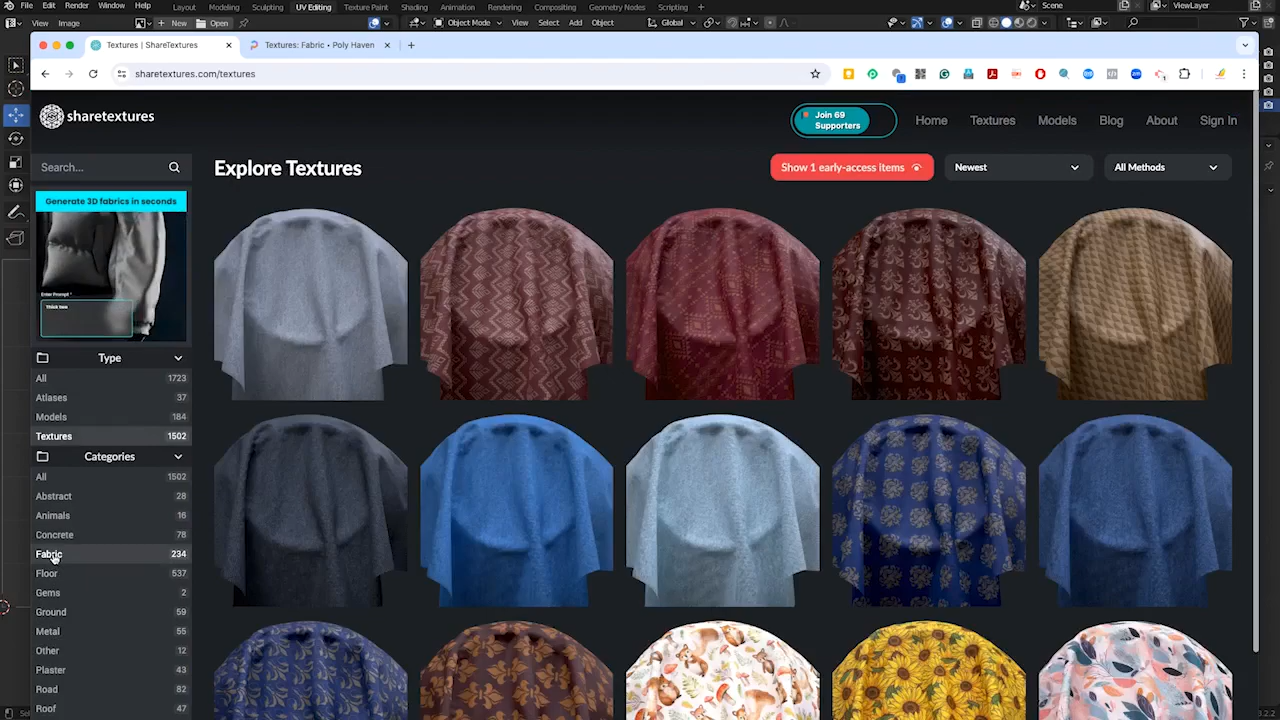 File Edit Render Window Help Layout Modeling Sculpting UV Editing Texture Paint Shading Animation Rendering Compositing Geometry Nodes Scripting + Scene ViewLayer
View Image New Open Object Mode View Select Add Object Global
Textures | ShareTextures
Textures: Fabric • Poly Haven
sharetextures.com/textures
sharetextures
Join 69
Supporters
Home Textures Models Blog About Sign In
Search...
Explore Textures
Show 1 early-access items
Newest
All Methods
Generate 3D fabrics in seconds
Enter Prompt *
Type
All 1723
Atlases 37
Models 184
Textures 1502
Categories
All 1502
Abstract 28
Animals 16
Concrete 78
Fabric 234
Floor 537
Gems 2
Ground 59
Metal 55
Other 12
Plaster 43
Road 82
Roof 47